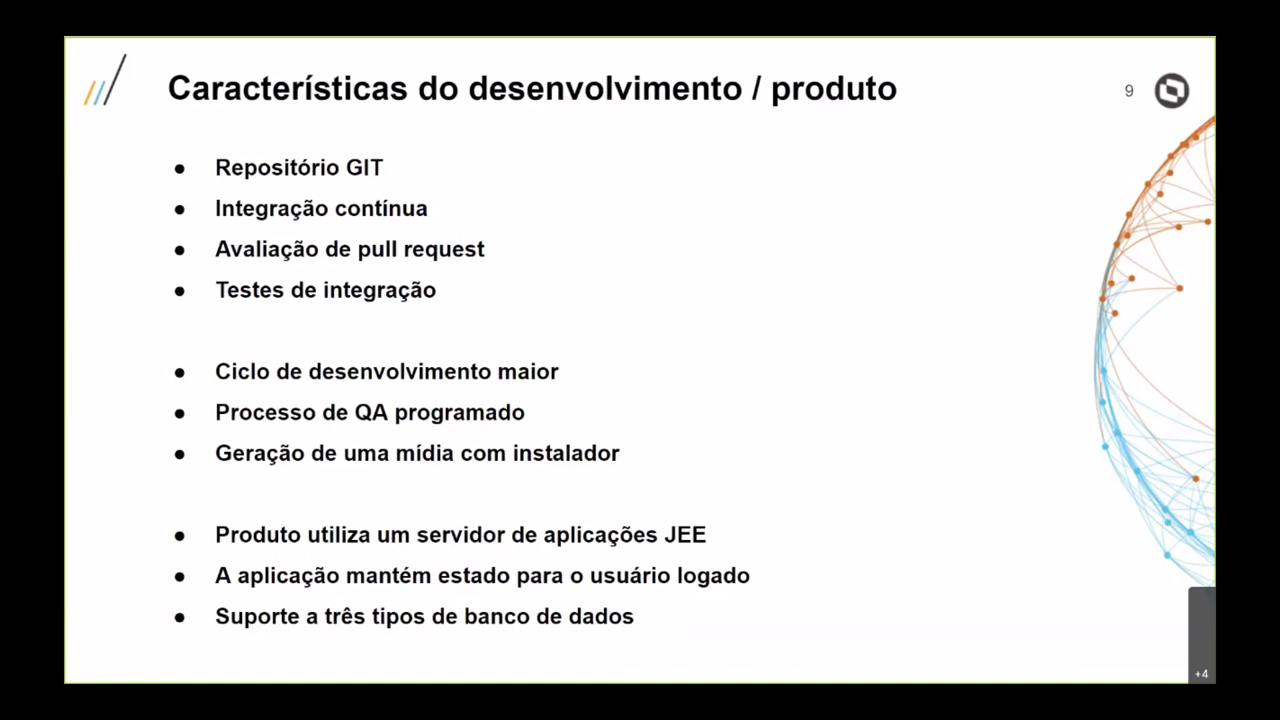 Características do desenvolvimento / produto
9
● Repositório GIT
● Integração contínua
● Avaliação de pull request
● Testes de integração
● Ciclo de desenvolvimento maior
● Processo de QA programado
● Geração de uma mídia com instalador
● Produto utiliza um servidor de aplicações JEE
● A aplicação mantém estado para o usuário logado
● Suporte a três tipos de banco de dados
+4